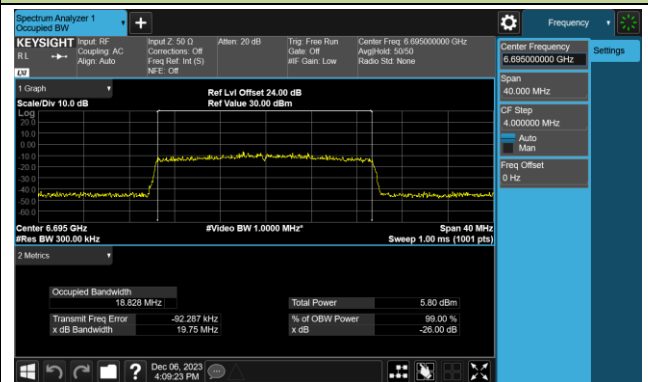 Spectrum Analyzer 1
Occupied BW
+
Frequency
KEYSIGHT
RL
LXI
Input: RF
Coupling: AC
Align: Auto
Input Z: 50 Ω
Corrections: Off
Freq Ref: Int (S)
NFE: Off
Atten: 20 dB
Trig: Free Run
Gate: Off
#IF Gain: Low
Center Freq: 6.695000000 GHz
Avg|Hold: 50/50
Radio Std: None
Center Frequency
6.695000000 GHz
Settings
Span
40.000 MHz
CF Step
4.000000 MHz
Auto
Man
Freq Offset
0 Hz
1 Graph
Scale/Div 10.0 dB
Ref Lvl Offset 24.00 dB
Ref Value 30.00 dBm
Log
20.0
10.0
0.00
-10.0
-20.0
-30.0
-40.0
-50.0
-60.0
Center 6.695 GHz
#Video BW 1.0000 MHz*
Span 40 MHz
#Res BW 300.00 kHz
Sweep 1.00 ms (1001 pts)
2 Metrics
Occupied Bandwidth
18.828 MHz
Total Power 5.80 dBm
Transmit Freq Error -92.287 kHz
% of OBW Power 99.00 %
x dB Bandwidth 19.75 MHz
x dB -26.00 dB
?
Dec 06, 2023
4:09:23 PM